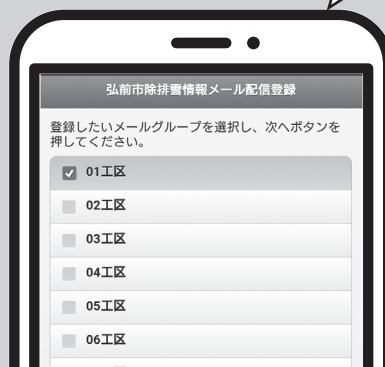 弘前市除排雪情報メール配信登録
登録したいメールグループを選択し、次へボタンを
押してください。
01工区
02工区
03工区
04工区
05工区
06工区